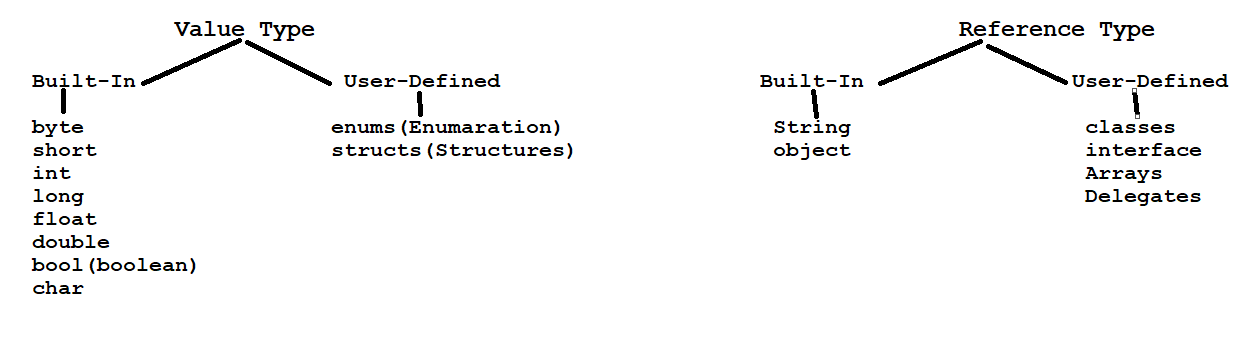 Value Type
Built-In
User-Defined
byte
short
int
long
float
double
bool(boolean)
char
enums(Enumaration)
structs(Structures)
Reference Type
Built-In
User-Defined
String
object
classes
interface
Arrays
Delegates